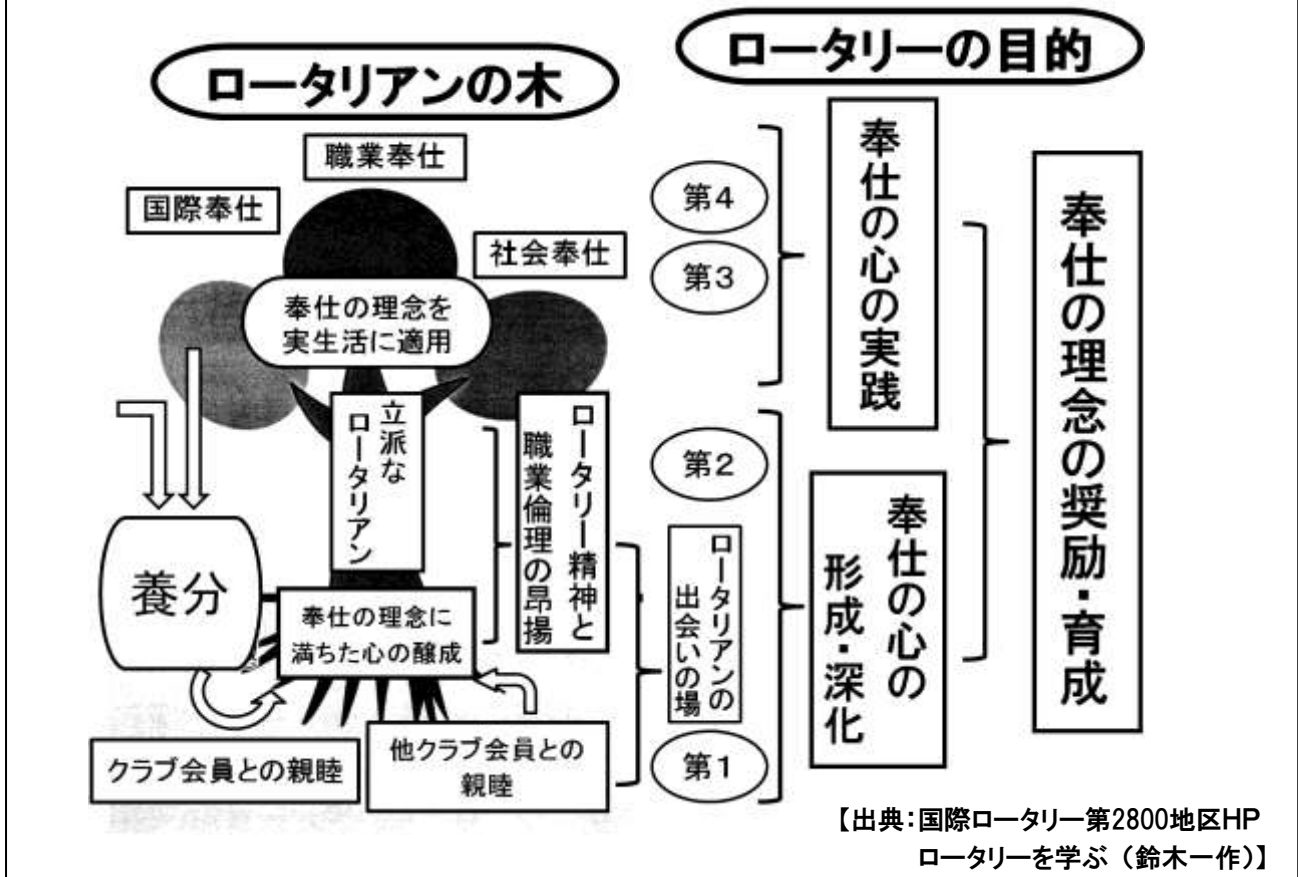 ロータリアンの木
ロータリーの目的
職業奉仕
国際奉仕
社会奉仕
奉仕の理念を
実生活に適用
立派な
ロータリアン
ロータリー精神と
職業倫理の昂揚
養分
奉仕の理念に
満ちた心の醸成
クラブ会員との親睦
他クラブ会員との
親睦
第4
第3
第2
ロータリアンの
出会いの場
第1
奉仕の心の実践
奉仕の心の
形成・深化
奉仕の理念の奨励・育成
【出典：国際ロータリー第2800地区HP
ロータリーを学ぶ（鈴木一作）】